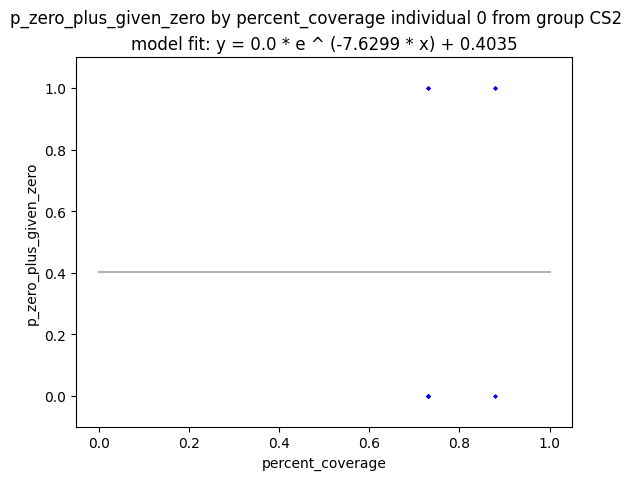 p_zero_plus_given_zero by percent_coverage individual 0 from group CS2
model fit: y = 0.0 * e ^ (-7.6299 * x) + 0.4035
p_zero_plus_given_zero
1.0
0.8
0.6
0.4
0.2
0.0
0.0 0.2 0.4 0.6 0.8 1.0
percent_coverage